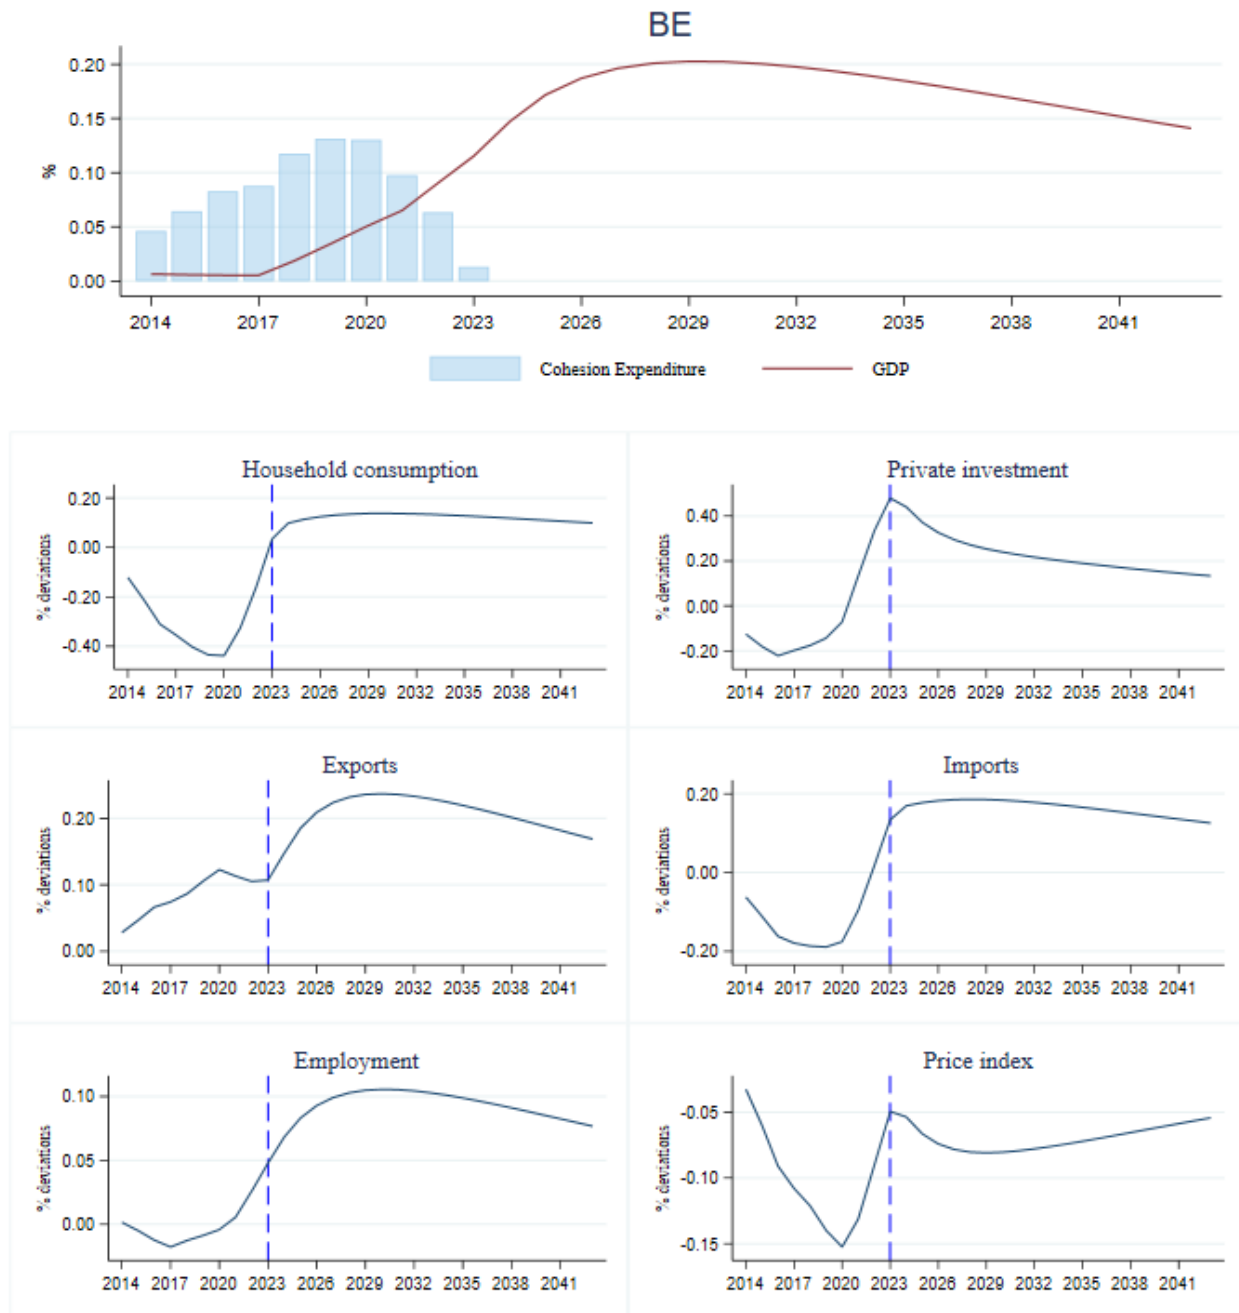 BE
0.20
0.15
0.10
0.05
0.00
%
2014 2017 2020 2023 2026 2029 2032 2035 2038 2041
Cohesion Expenditure GDP
Household consumption
0.20
0.00
-0.20
-0.40
% deviations
2014 2017 2020 2023 2026 2029 2032 2035 2038 2041
Private investment
0.40
0.20
0.00
-0.20
% deviations
2014 2017 2020 2023 2026 2029 2032 2035 2038 2041
Exports
0.20
0.10
0.00
% deviations
2014 2017 2020 2023 2026 2029 2032 2035 2038 2041
Imports
0.20
0.00
-0.20
% deviations
2014 2017 2020 2023 2026 2029 2032 2035 2038 2041
Employment
0.10
0.05
0.00
% deviations
2014 2017 2020 2023 2026 2029 2032 2035 2038 2041
Price index
-0.05
-0.10
-0.15
% deviations
2014 2017 2020 2023 2026 2029 2032 2035 2038 2041